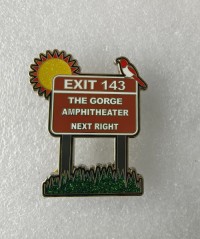 EXIT 143
THE GORGE
AMPHITHEATER
NEXT RIGHT